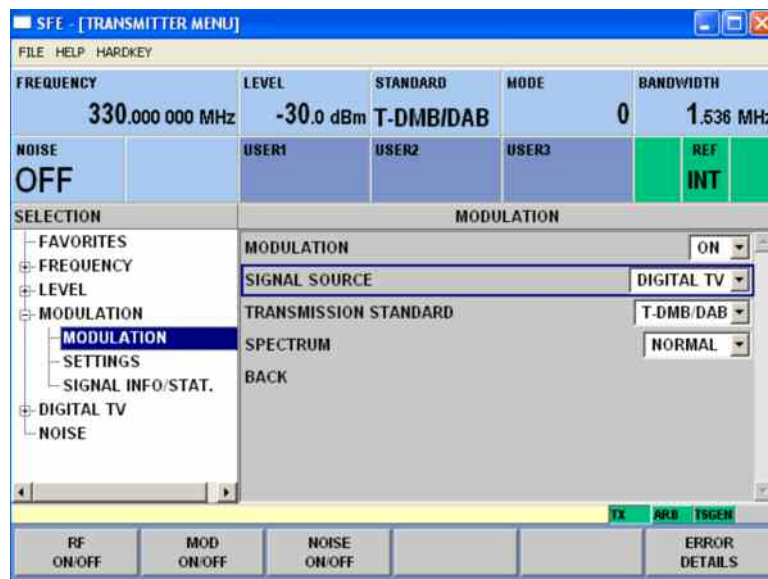 SFE - [TRANSMITTER MENU]
FILE HELP HARDKEY
FREQUENCY LEVEL STANDARD MODE BANDWIDTH
330.000 000 MHz -30.0 dBm T-DMB/DAB 0 1.536 MHz
NOISE USER1 USER2 USER3 REF
OFF INT
SELECTION MODULATION
FAVORITES
FREQUENCY
LEVEL
MODULATION
MODULATION
SETTINGS
SIGNAL INFO/STAT.
DIGITAL TV
NOISE
MODULATION ON
SIGNAL SOURCE DIGITAL TV
TRANSMISSION STANDARD T-DMB/DAB
SPECTRUM NORMAL
BACK
TX ARB TSGEN
RF ON/OFF
MOD ON/OFF
NOISE ON/OFF
ERROR DETAILS